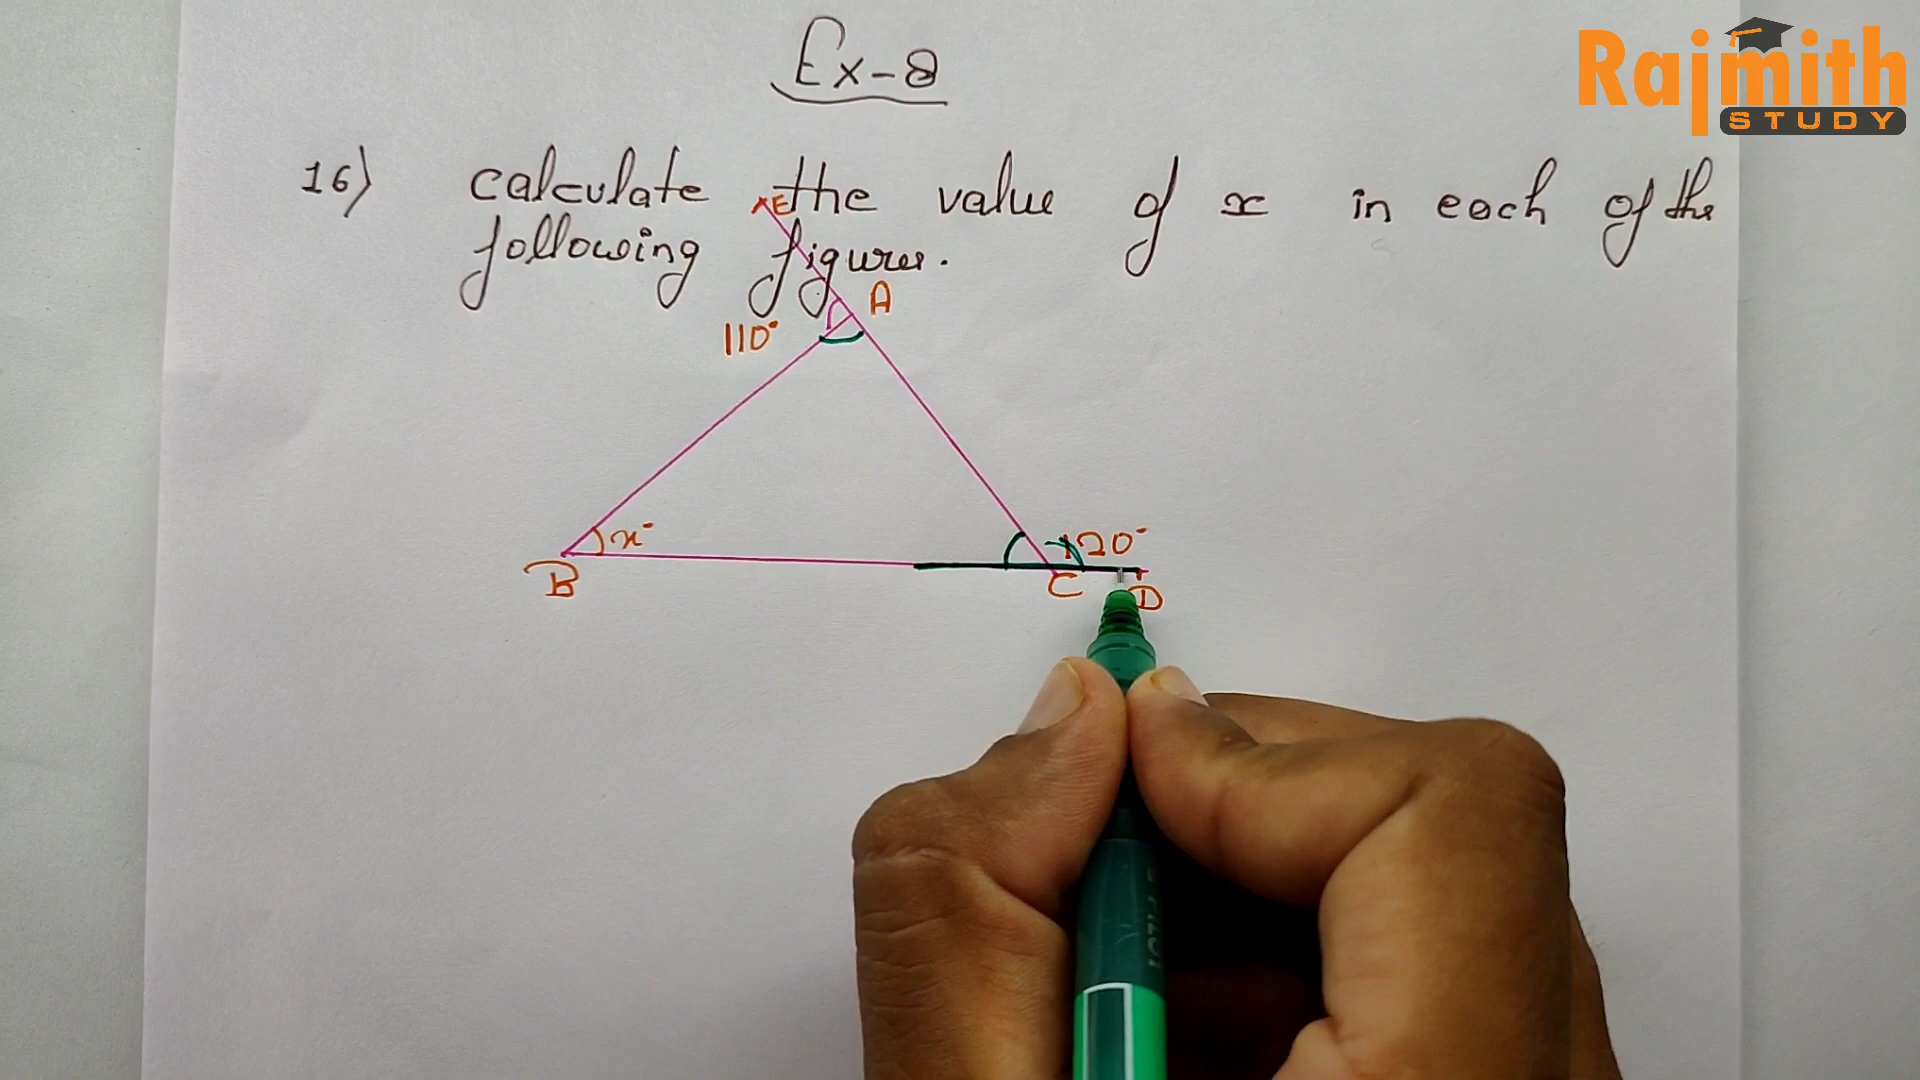 Rajmith
STUDY
Ex-8
16) calculate the value of x in each of the
following figures.
E
A
110°
x°
120°
B
C
D